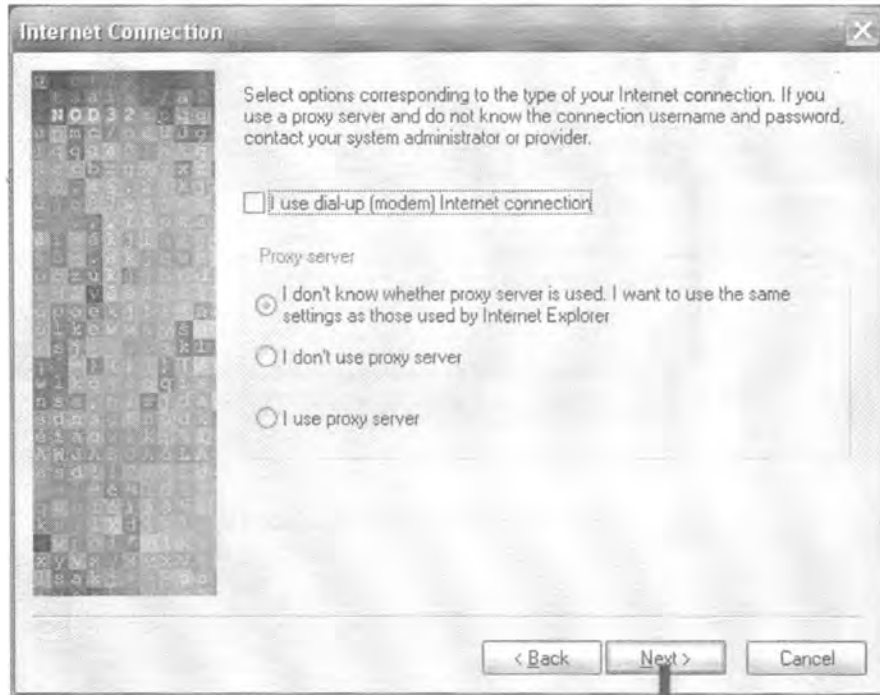 Internet Connection
NOD32
Select options corresponding to the type of your Internet connection. If you
use a proxy server and do not know the connection username and password,
contact your system administrator or provider.
I use dial-up (modem) Internet connection
Proxy server
I don't know whether proxy server is used. I want to use the same
settings as those used by Internet Explorer
I don't use proxy server
I use proxy server
< Back
Next >
Cancel